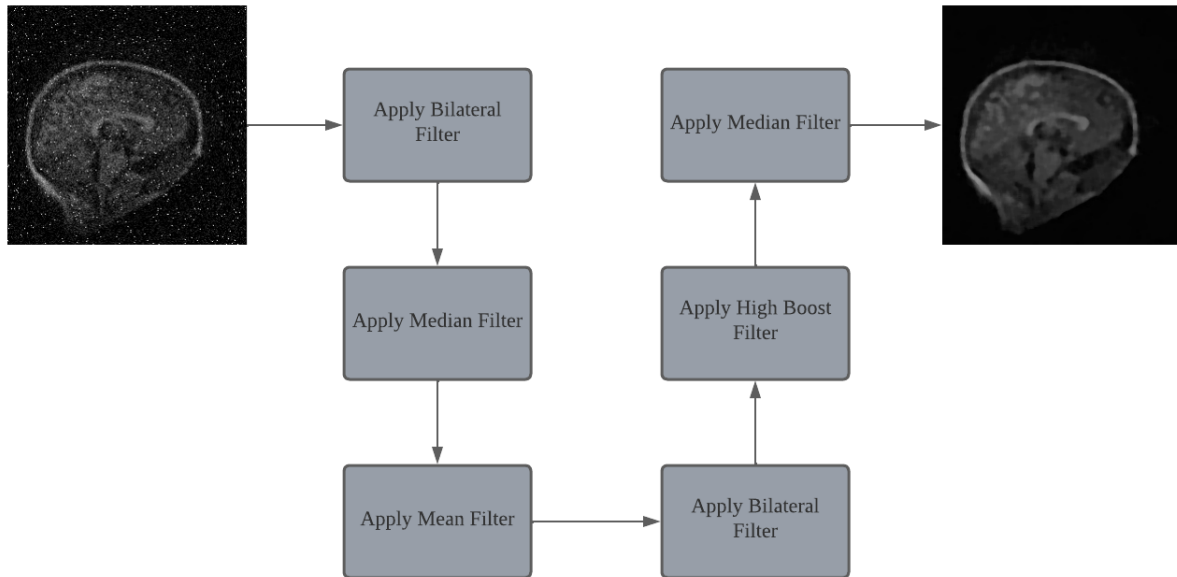 Apply Bilateral
Filter
Apply Median Filter
Apply Mean Filter
Apply Bilateral
Filter
Apply High Boost
Filter
Apply Median Filter